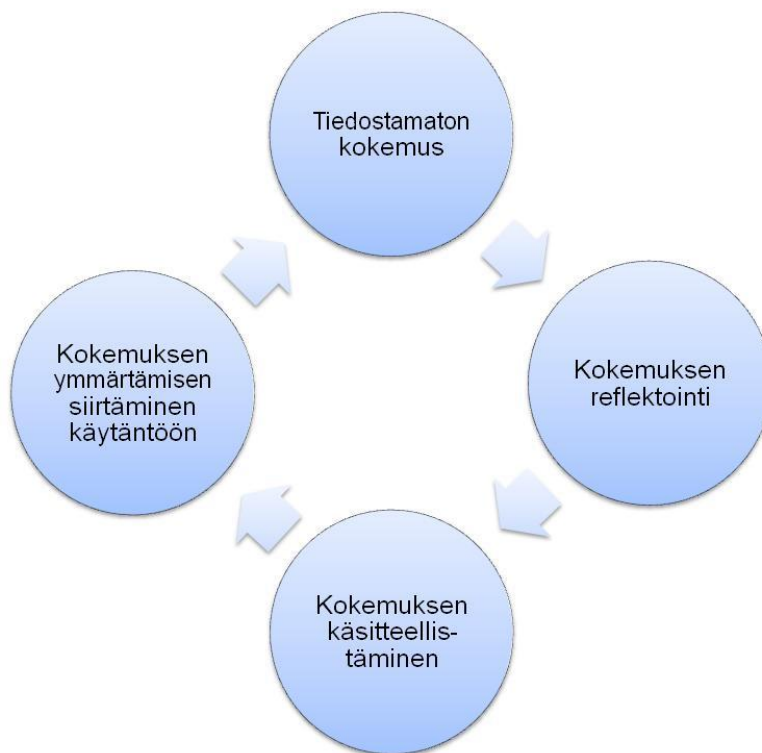 Tiedostamaton
kokemus
Kokemuksen
reflektointi
Kokemuksen
käsitteellis-
täminen
Kokemuksen
ymmärtämisen
siirtäminen
käytäntöön